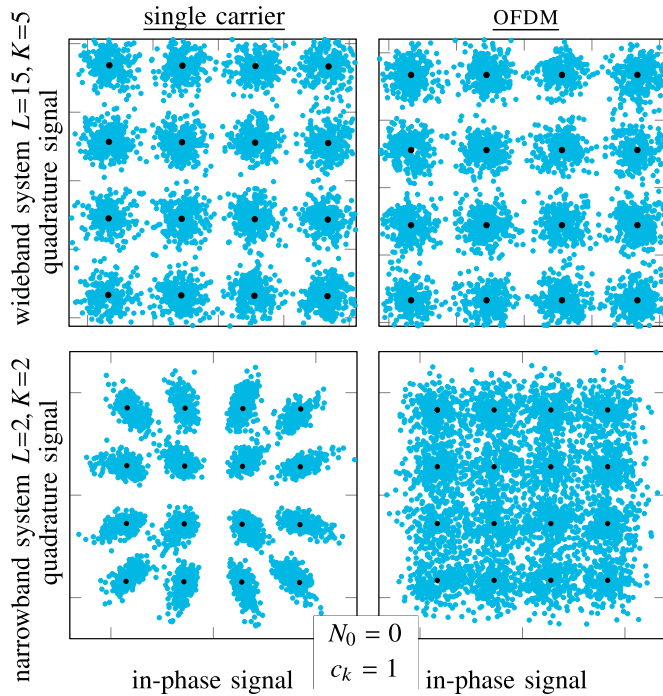 single carrier
OFDM
wideband system L=15, K=5
quadrature signal
narrowband system L=2, K=2
quadrature signal
N₀ = 0
cₖ = 1
in-phase signal
in-phase signal